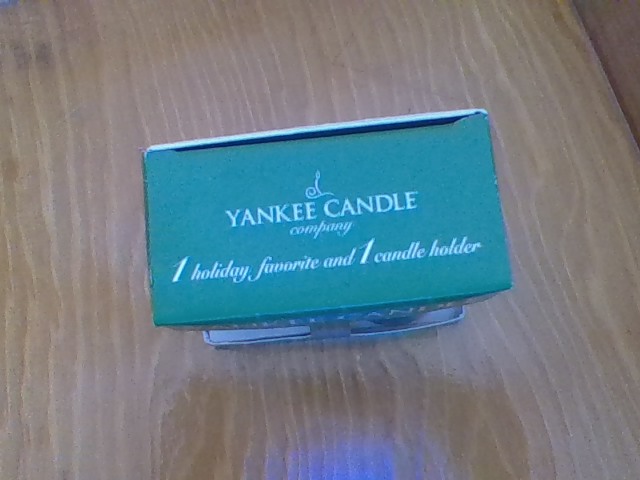 YANKEE CANDLE
company
1 holiday favorite and 1 candle holder